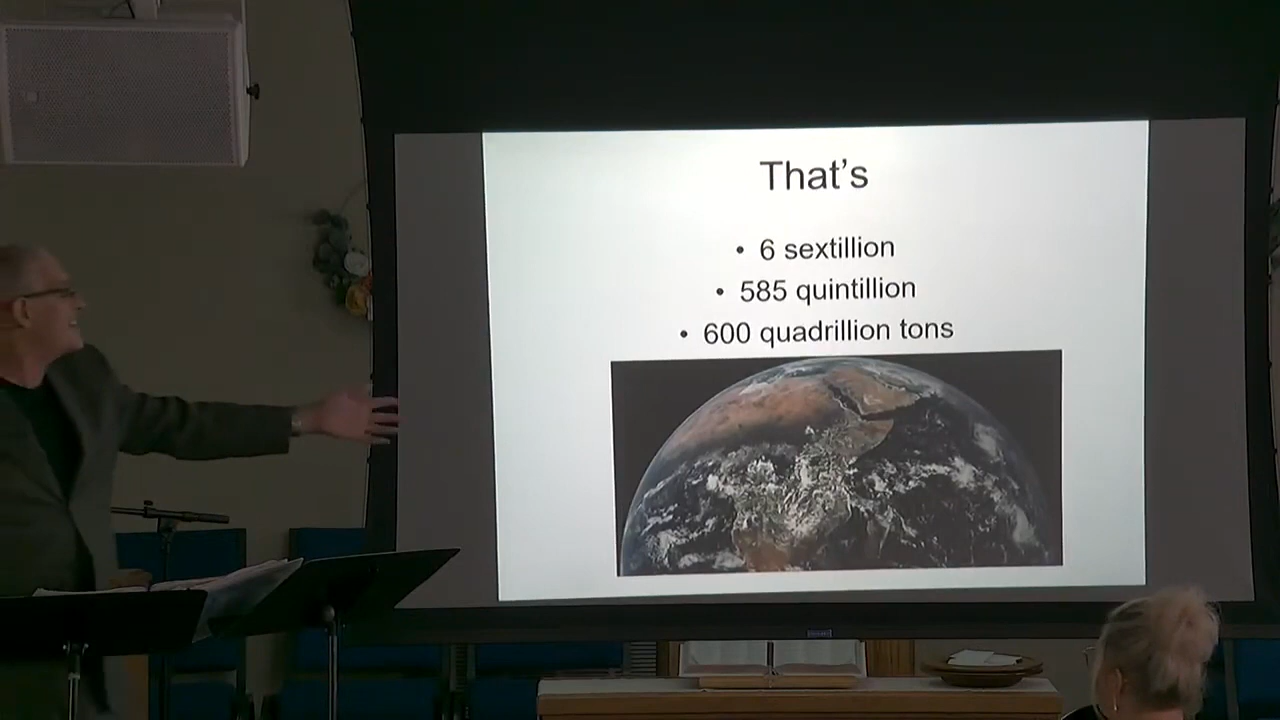 That’s
• 6 sextillion
• 585 quintillion
• 600 quadrillion tons